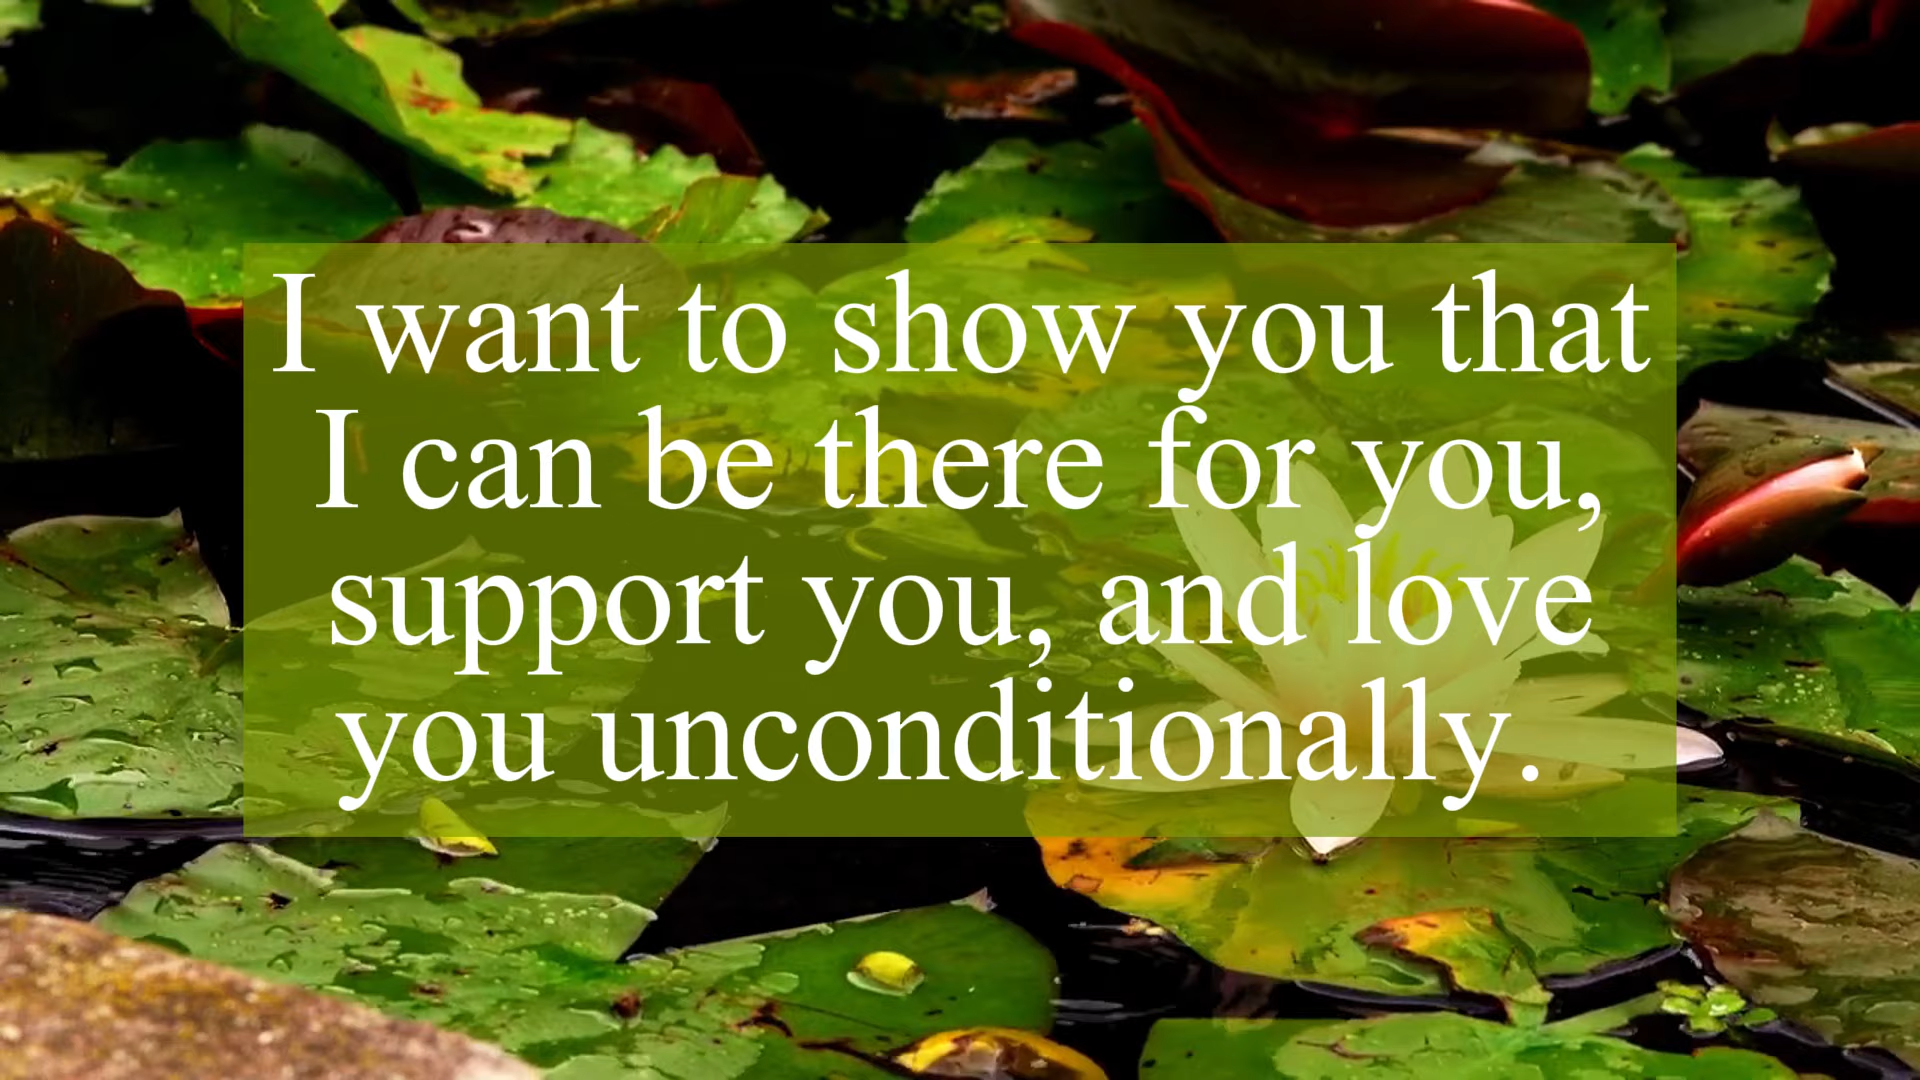 I want to show you that
I can be there for you,
support you, and love
you unconditionally.